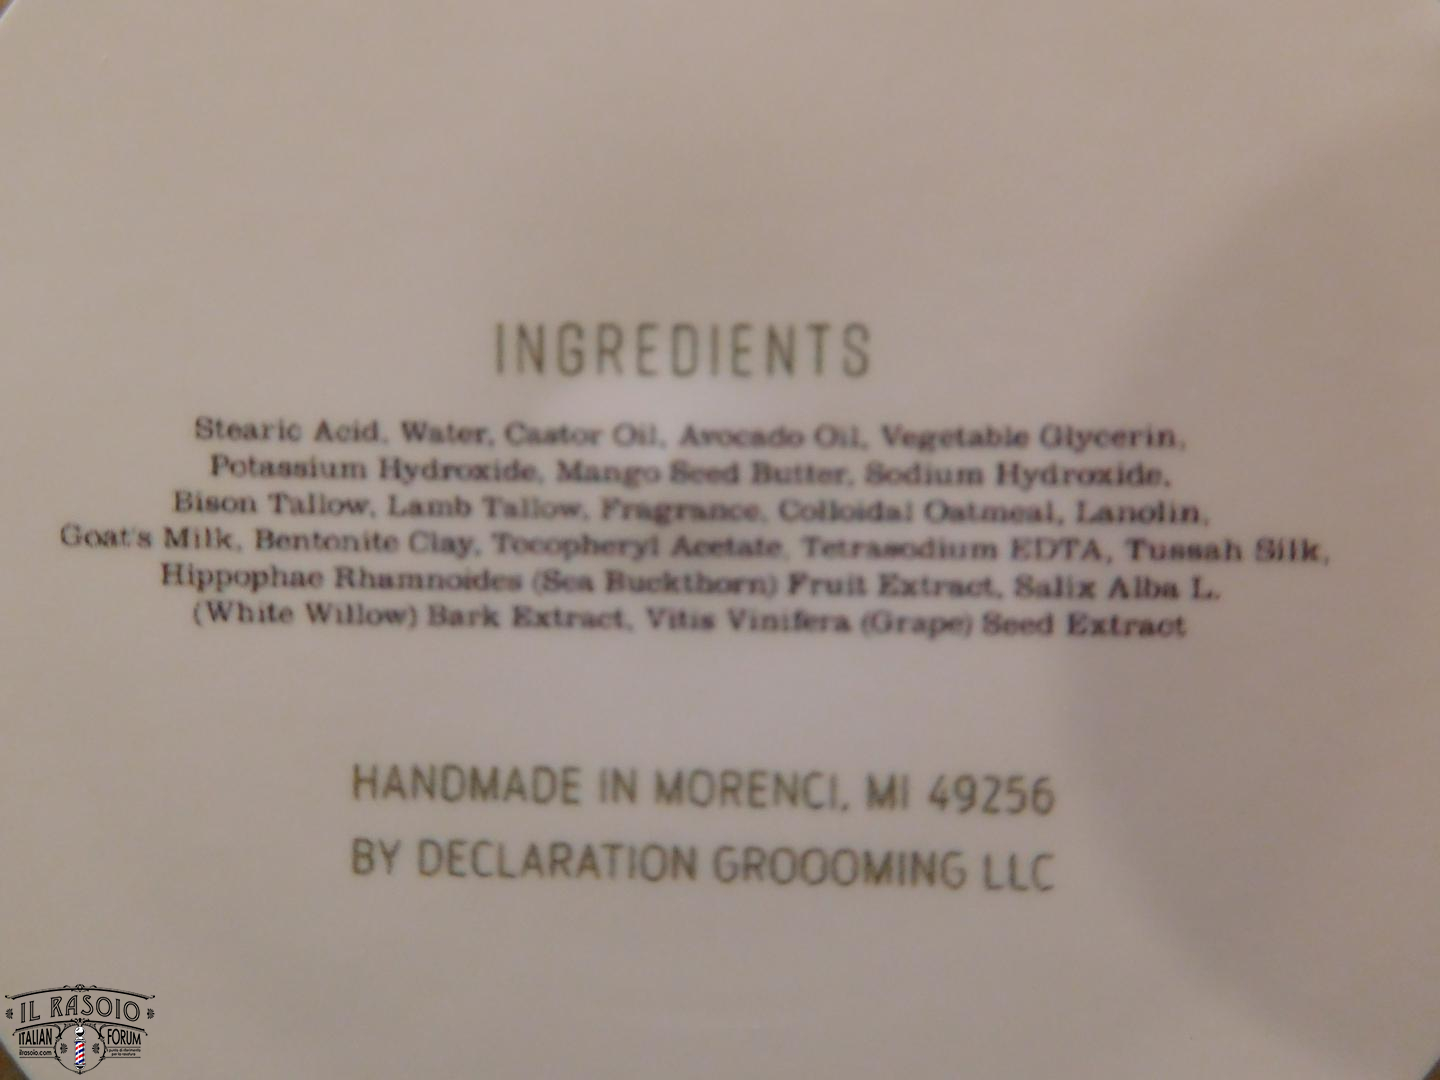 INGREDIENTS
Stearic Acid, Water, Castor Oil, Avocado Oil, Vegetable Glycerin,
Potassium Hydroxide, Mango Seed Butter, Sodium Hydroxide,
Bison Tallow, Lamb Tallow, Fragrance, Colloidal Oatmeal, Lanolin,
Goat's Milk, Bentonite Clay, Tocopheryl Acetate, Tetrasodium EDTA, Tussah Silk,
Hippophae Rhamnoides (Sea Buckthorn) Fruit Extract, Salix Alba L.
(White Willow) Bark Extract, Vitis Vinifera (Grape) Seed Extract
HANDMADE IN MORENCI, MI 49256
BY DECLARATION GROOOMING LLC
IL RASOIO
ITALIAN FORUM
ilrasoio.com